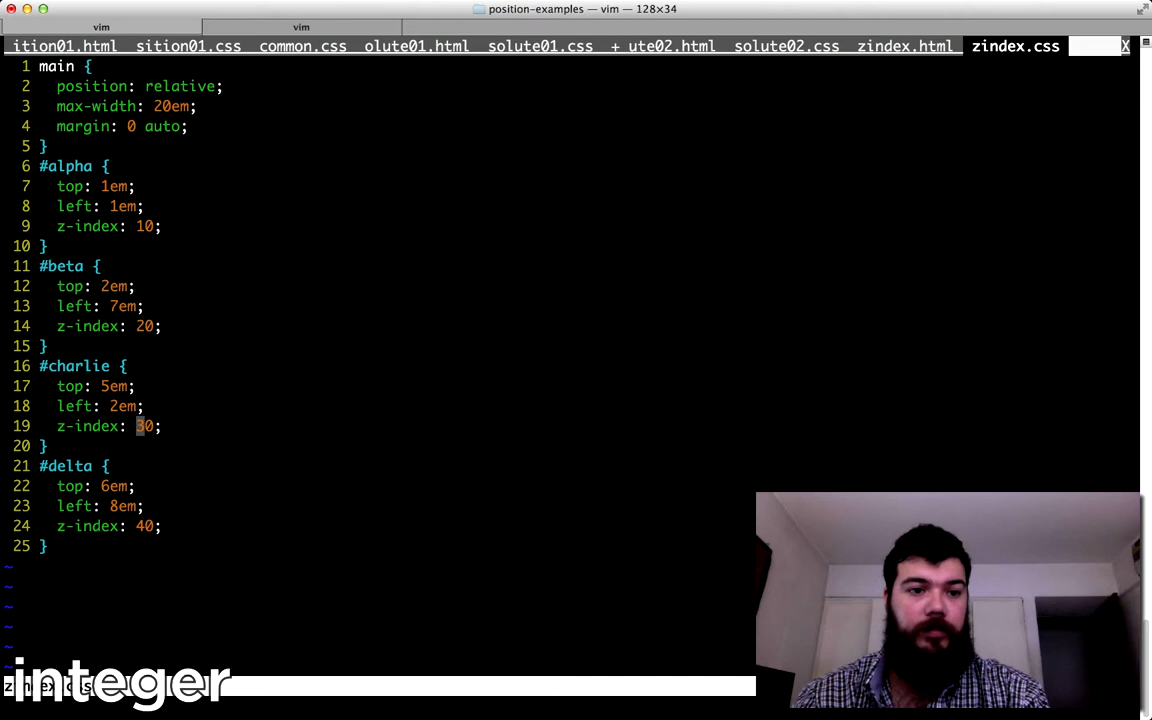 position-examples — vim — 128×34
vim vim
ition01.html sition01.css common.css olute01.html solute01.css + ute02.html solute02.css zindex.html zindex.css X
1 main {
2 position: relative;
3 max-width: 20em;
4 margin: 0 auto;
5 }
6 #alpha {
7 top: 1em;
8 left: 1em;
9 z-index: 10;
10 }
11 #beta {
12 top: 2em;
13 left: 7em;
14 z-index: 20;
15 }
16 #charlie {
17 top: 5em;
18 left: 2em;
19 z-index: 30;
20 }
21 #delta {
22 top: 6em;
23 left: 8em;
24 z-index: 40;
25 }
~
~
~
~
~
~
integer